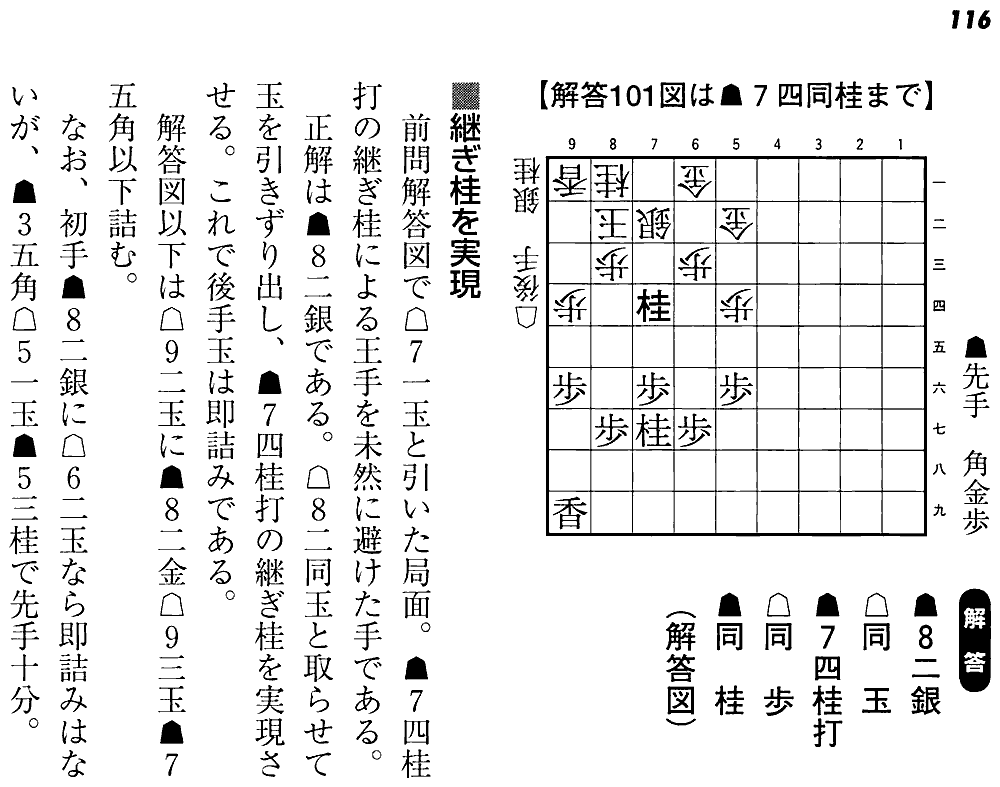 116
【解答101図は☗７四同桂まで】
9 8 7 6 5 4 3 2 1
香桂金 一
王銀金 二
歩歩 三
歩桂歩 四
五
歩歩歩 六
歩桂歩 七
八
香 九
☗先手 角金歩
☖後手 銀桂
解答
☗８二銀
☖同 玉
☗７四桂打
☖同 歩
☗同 桂
（解答図）
■継ぎ桂を実現
前問解答図で☖７一玉と引いた局面。☗７四桂
打の継ぎ桂による王手を未然に避けた手である。
正解は☗８二銀である。☖８二同玉と取らせて
玉を引きずり出し、☗７四桂打の継ぎ桂を実現さ
せる。これで後手玉は即詰みである。
解答図以下は☖９二玉に☗８二金☖９三玉☗７
五角以下詰む。
なお、初手☗８二銀に☖６二玉なら即詰みはな
いが、☗３五角☖５一玉☗５三桂で先手十分。